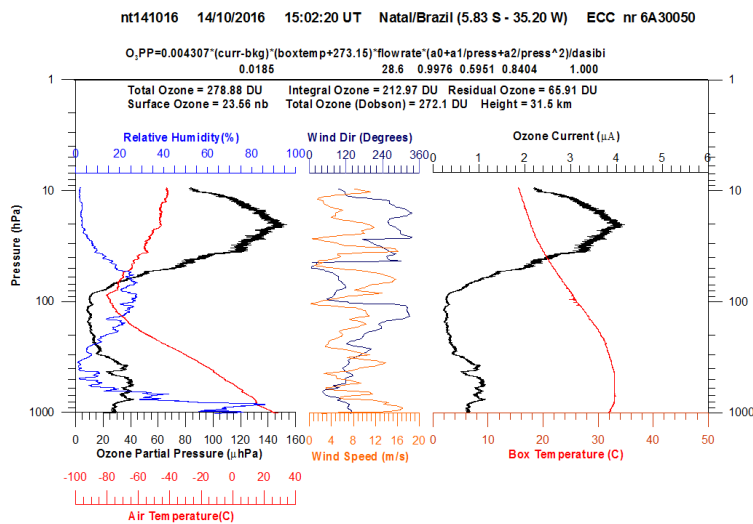 nt141016 14/10/2016 15:02:20 UT Natal/Brazil (5.83 S - 35.20 W) ECC nr 6A30050
O₃PP=0.004307*(curr-bkg)*(boxtemp+273.15)*flowrate*(a0+a1/press+a2/press^2)/dasibi
0.0185 28.6 0.9976 0.5951 0.8404 1.000
Total Ozone = 278.88 DU Integral Ozone = 212.97 DU Residual Ozone = 65.91 DU
Surface Ozone = 23.56 nb Total Ozone (Dobson) = 272.1 DU Height = 31.5 km
Relative Humidity(%) Wind Dir (Degrees) Ozone Current (μA)
0 20 40 60 80 100 0 120 240 360 0 1 2 3 4 5 6
Pressure (hPa)
1 1
10 10
100 100
1000 1000
0 20 40 60 80 100 120 140 160 0 4 8 12 16 20 0 10 20 30 40 50
Ozone Partial Pressure (μhPa) Wind Speed (m/s) Box Temperature (C)
-100 -80 -60 -40 -20 0 20 40
Air Temperature(C)